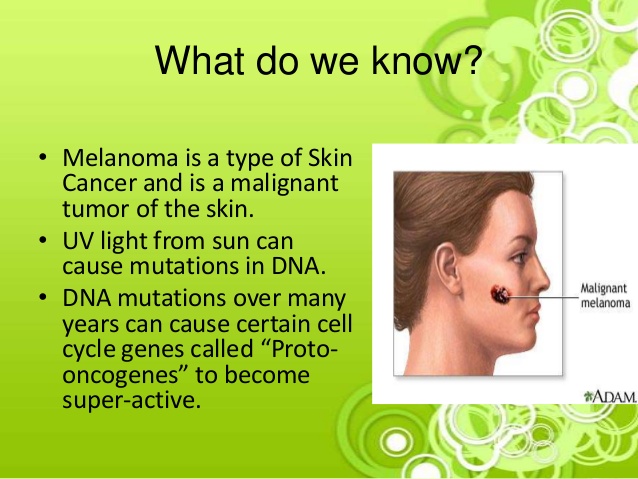 What do we know?
• Melanoma is a type of Skin
Cancer and is a malignant
tumor of the skin.
• UV light from sun can
cause mutations in DNA.
• DNA mutations over many
years can cause certain cell
cycle genes called “Proto-
oncogenes” to become
super-active.
Malignant
melanoma
ADAM.